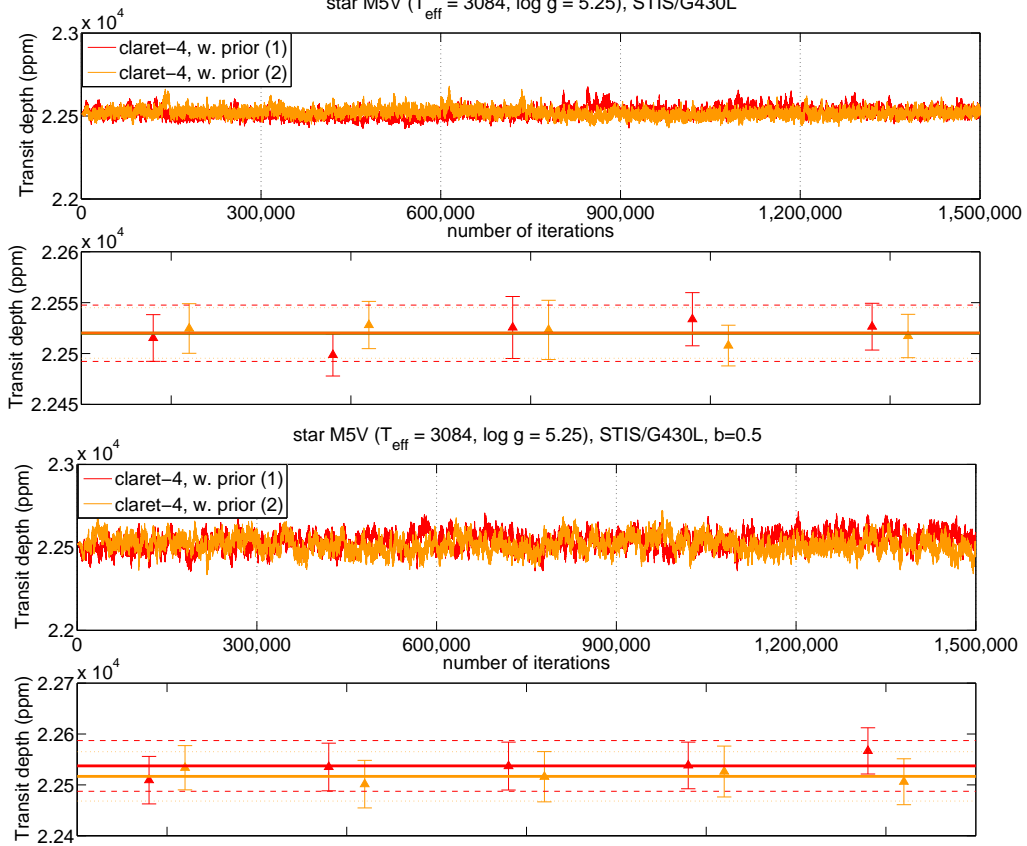 star M5V (T_eff = 3084, log g = 5.25), STIS/G430L
x 10^4
2.3
2.25
2.2
Transit depth (ppm)
claret−4, w. prior (1)
claret−4, w. prior (2)
0 300,000 600,000 900,000 1,200,000 1,500,000
number of iterations
x 10^4
2.26
2.255
2.25
2.245
Transit depth (ppm)
star M5V (T_eff = 3084, log g = 5.25), STIS/G430L, b=0.5
x 10^4
2.3
2.25
2.2
Transit depth (ppm)
claret−4, w. prior (1)
claret−4, w. prior (2)
0 300,000 600,000 900,000 1,200,000 1,500,000
number of iterations
x 10^4
2.27
2.26
2.25
2.24
Transit depth (ppm)